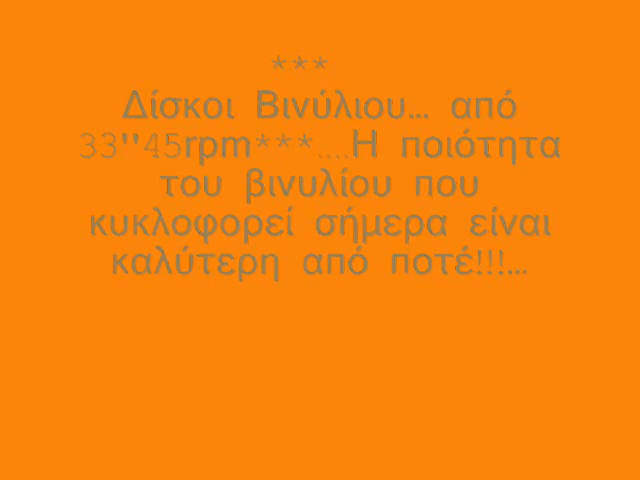 ***
Δίσκοι Βινύλιου... από
33''45rpm***....Η ποιότητα
του βινυλίου που
κυκλοφορεί σήμερα είναι
καλύτερη από ποτέ!!!...